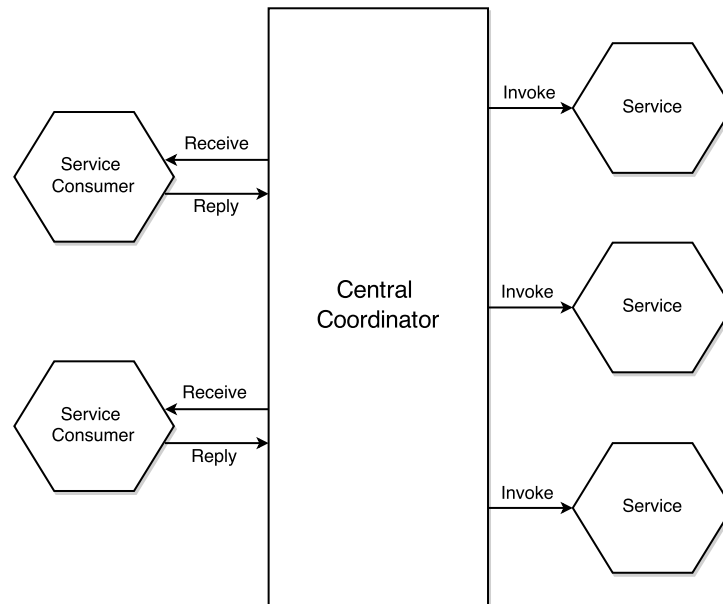 Invoke
Service
Receive
Service
Consumer
Reply
Central
Coordinator
Invoke
Service
Receive
Service
Consumer
Reply
Invoke
Service